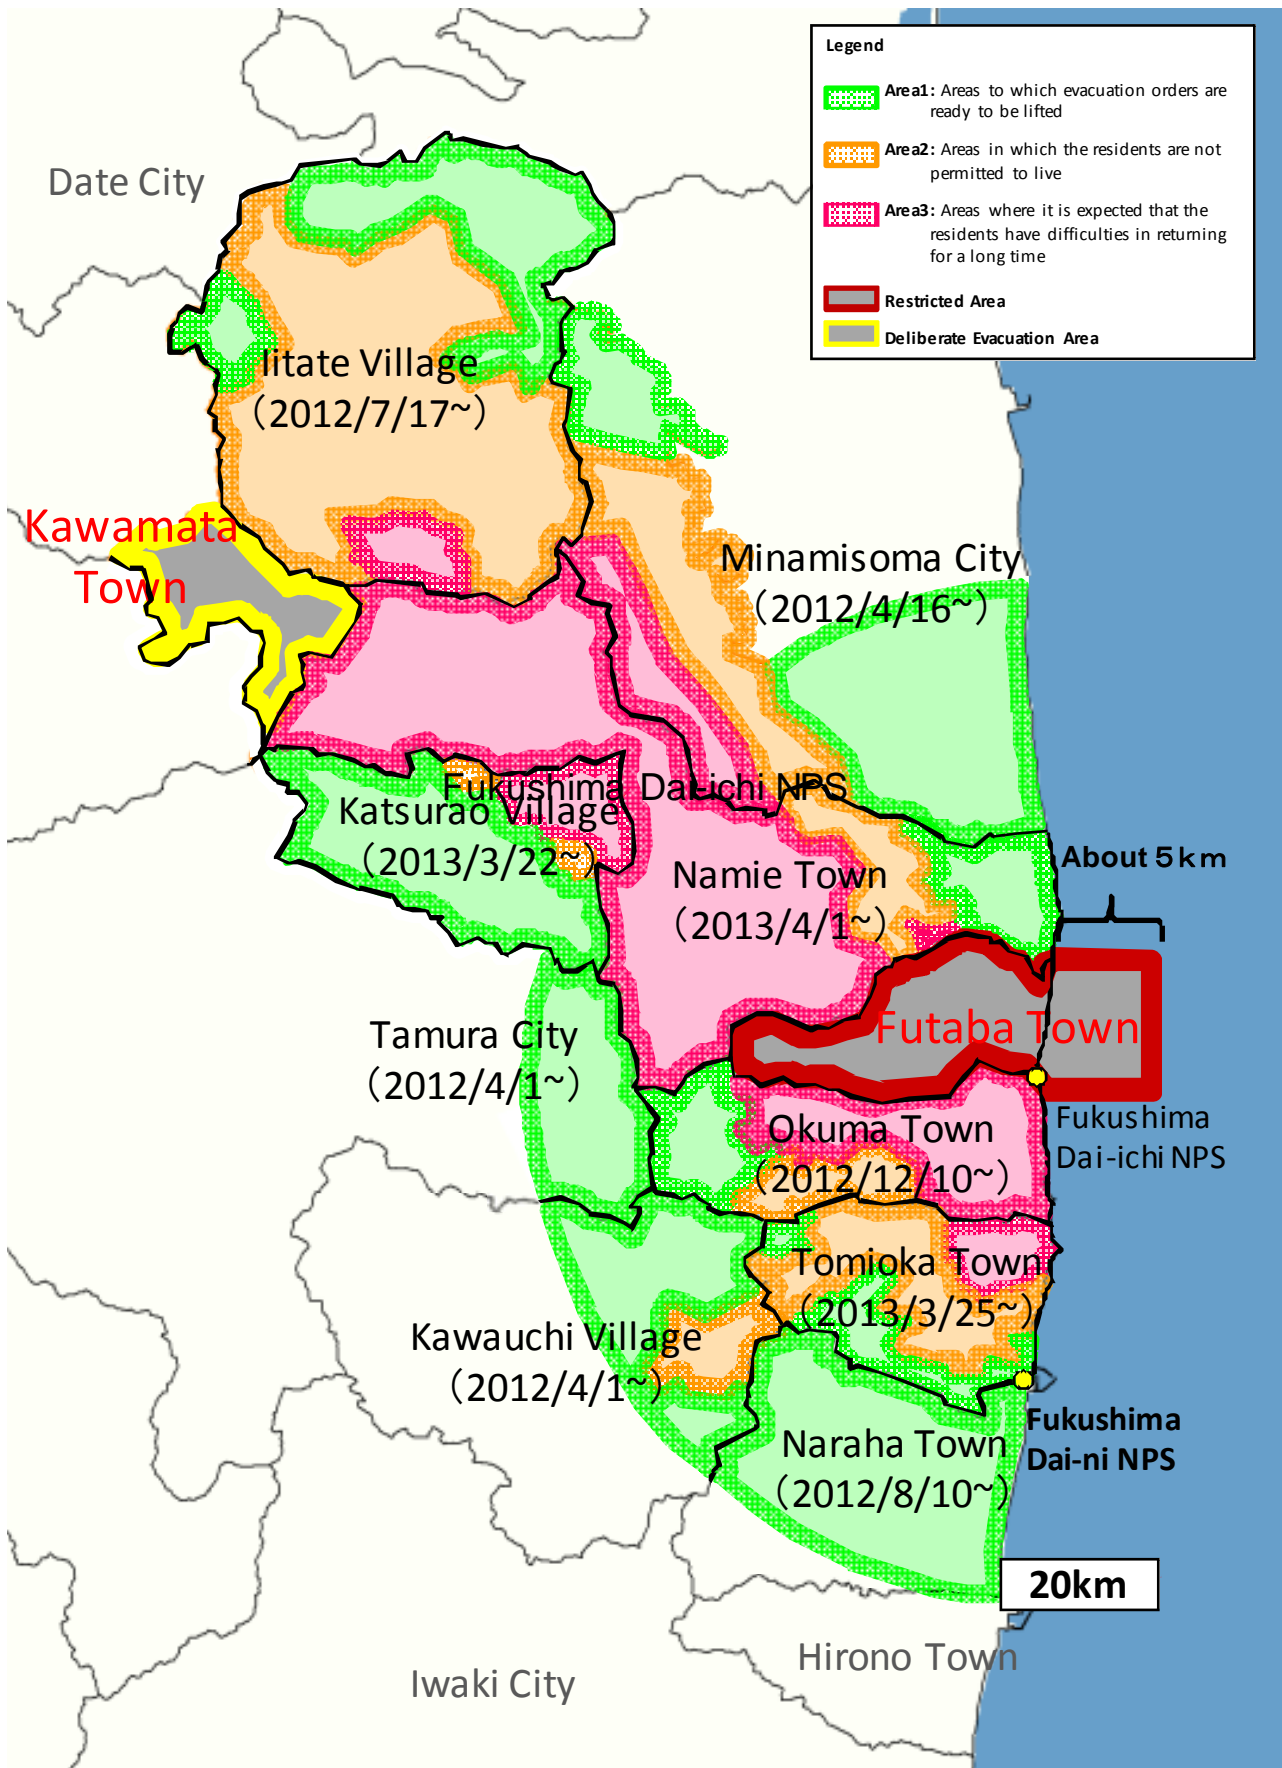 Legend
Area1: Areas to which evacuation orders are
ready to be lifted
Area2: Areas in which the residents are not
permitted to live
Area3: Areas where it is expected that the
residents have difficulties in returning
for a long time
Restricted Area
Deliberate Evacuation Area
Date City
Iitate Village
（2012/7/17~）
Kawamata
Town
Minamisoma City
（2012/4/16~）
Fukushima Dai-ichi NPS
Katsurao Village
（2013/3/22~）
Namie Town
（2013/4/1~）
About 5km
Futaba Town
Tamura City
（2012/4/1~）
Fukushima
Dai-ichi NPS
Okuma Town
（2012/12/10~）
Tomioka Town
（2013/3/25~）
Kawauchi Village
（2012/4/1~）
Fukushima
Dai-ni NPS
Naraha Town
（2012/8/10~）
20km
Hirono Town
Iwaki City